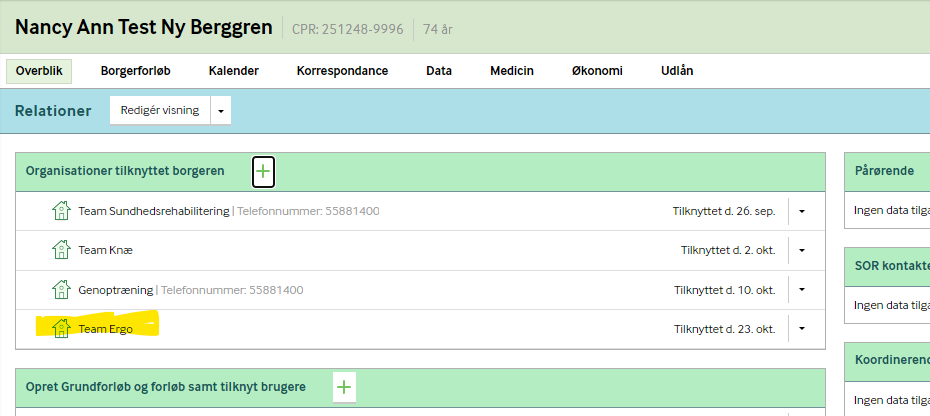 Nancy Ann Test Ny Berggren CPR: 251248-9996 74 år
Overblik Borgerforløb Kalender Korrespondance Data Medicin Økonomi Udlån
Relationer Redigér visning
Organisationer tilknyttet borgeren
Team Sundhedsrehabilitering | Telefonnummer: 55881400 Tilknyttet d. 26. sep.
Team Knæ Tilknyttet d. 2. okt.
Genoptræning | Telefonnummer: 55881400 Tilknyttet d. 10. okt.
Team Ergo Tilknyttet d. 23. okt.
Opret Grundforløb og forløb samt tilknyt brugere
Pårørende
Ingen data tilga
SOR kontakte
Ingen data tilga
Koordinerend
Ingen data tilga